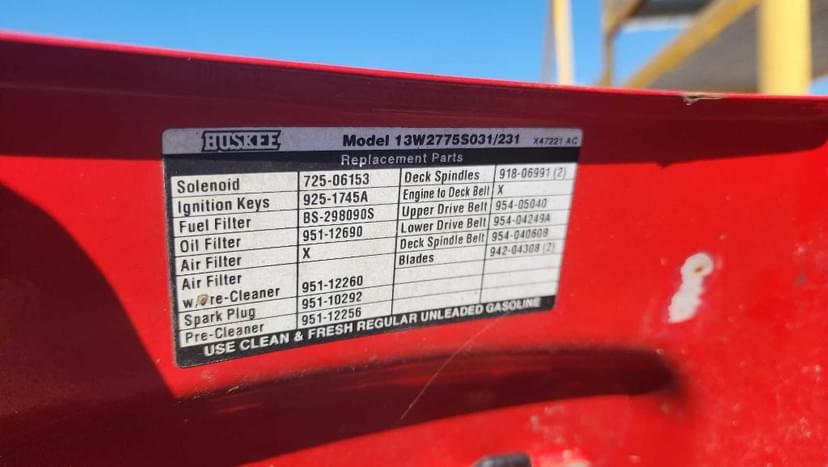 HUSKEE Model 13W2775S031/231 X47221 AC
Replacement Parts
Solenoid 725-06153
Ignition Keys 925-1745A
Fuel Filter BS-298090S
Oil Filter 951-12690
Air Filter X
Air Filter
w/Pre-Cleaner 951-12260
Spark Plug 951-10292
Pre-Cleaner 951-12256
Deck Spindles 918-06991 (2)
Engine to Deck Belt X
Upper Drive Belt 954-05040
Lower Drive Belt 954-04249A
Deck Spindle Belt 954-04060B
Blades 942-04308 (2)
USE CLEAN & FRESH REGULAR UNLEADED GASOLINE